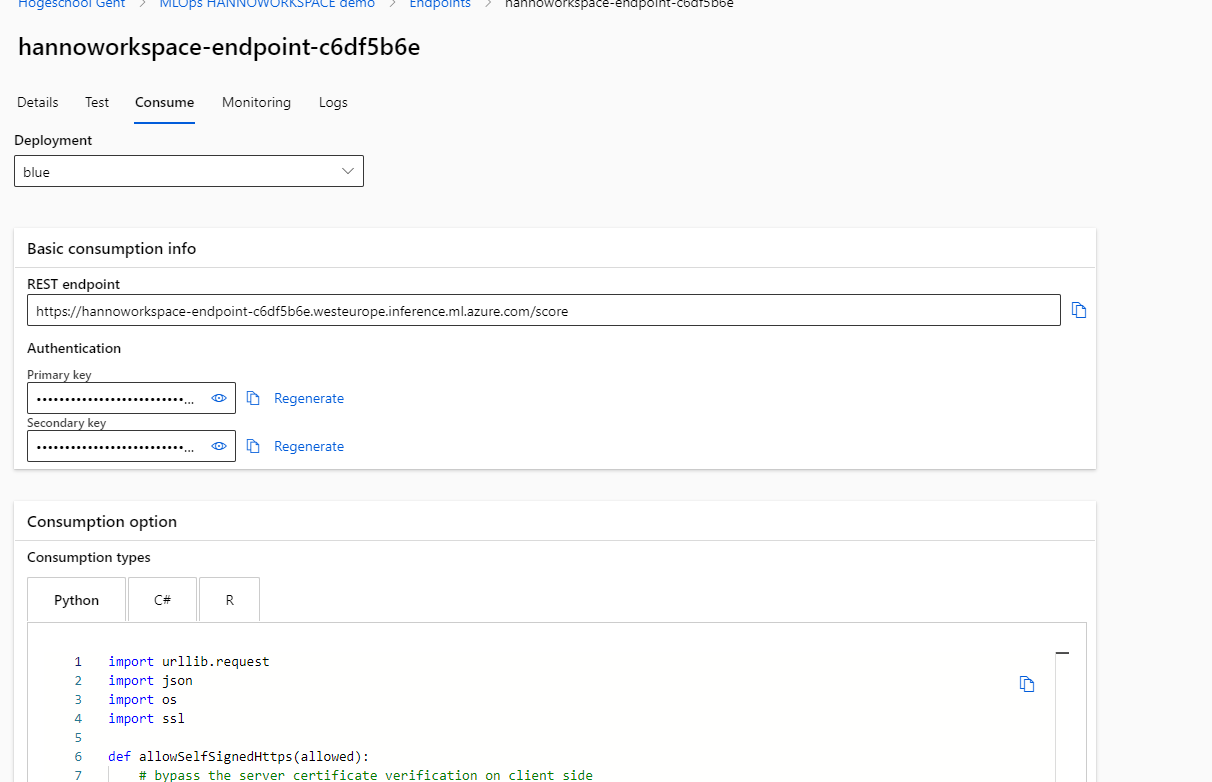 Hogeschool Gent > MLOps HANNOWORKSPACE demo > Endpoints > hannoworkspace-endpoint-c6df5b6e
hannoworkspace-endpoint-c6df5b6e
Details Test Consume Monitoring Logs
Deployment
blue
Basic consumption info
REST endpoint
https://hannoworkspace-endpoint-c6df5b6e.westeurope.inference.ml.azure.com/score
Authentication
Primary key
••••••••••••••••••••••••••... Regenerate
Secondary key
••••••••••••••••••••••••••... Regenerate
Consumption option
Consumption types
Python C# R
1 import urllib.request
2 import json
3 import os
4 import ssl
5
6 def allowSelfSignedHttps(allowed):
7 # bypass the server certificate verification on client side